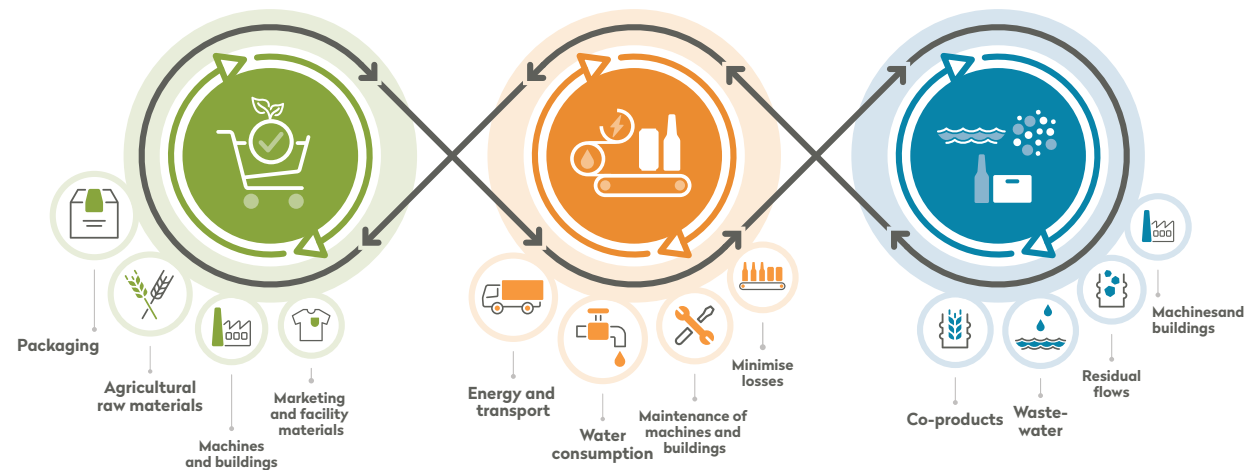 Packaging
Agricultural
raw materials
Machines
and buildings
Marketing
and facility
materials
Energy and
transport
Water
consumption
Maintenance of
machines and
buildings
Minimise
losses
Co-products
Waste-
water
Residual
flows
Machinesand
buildings